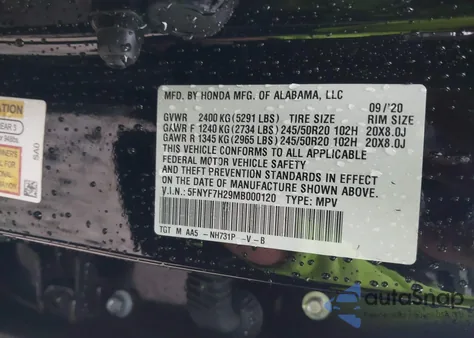 MFD. BY HONDA MFG. OF ALABAMA, LLC
09/'20
GVWR 2400 KG (5291 LBS) TIRE SIZE RIM SIZE
GAWR F 1240 KG (2734 LBS) 245/50R20 102H 20X8.0J
GAWR R 1345 KG (2965 LBS) 245/50R20 102H 20X8.0J
THIS VEHICLE CONFORMS TO ALL APPLICABLE
FEDERAL MOTOR VEHICLE SAFETY
AND THEFT PREVENTION STANDARDS IN EFFECT
ON THE DATE OF MANUFACTURE SHOWN ABOVE.
V.I.N.: 5FNYF7H29MB000120 TYPE: MPV
TGT M AA5 -NH731P -V -B
ATION
SA0
autoSnap